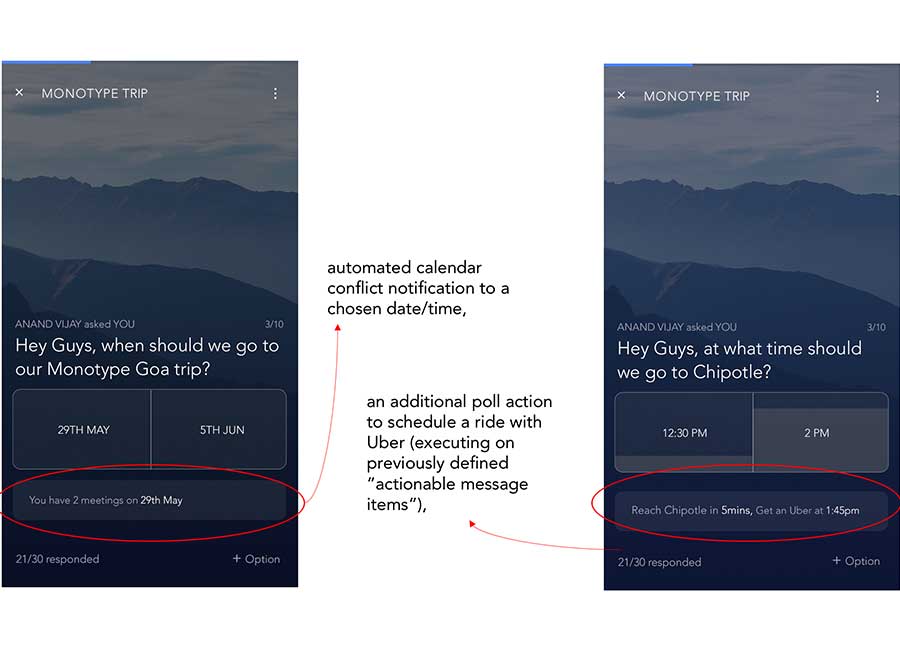 × MONOTYPE TRIP
ANAND VIJAY asked YOU 3/10
Hey Guys, when should we go to
our Monotype Goa trip?
29TH MAY 5TH JUN
You have 2 meetings on 29th May
21/30 responded + Option
automated calendar
conflict notification to a
chosen date/time,
an additional poll action
to schedule a ride with
Uber (executing on
previously defined
”actionable message
items”),
× MONOTYPE TRIP
ANAND VIJAY asked YOU 3/10
Hey Guys, at what time should
we go to Chipotle?
12:30 PM 2 PM
Reach Chipotle in 5mins, Get an Uber at 1:45pm
21/30 responded + Option